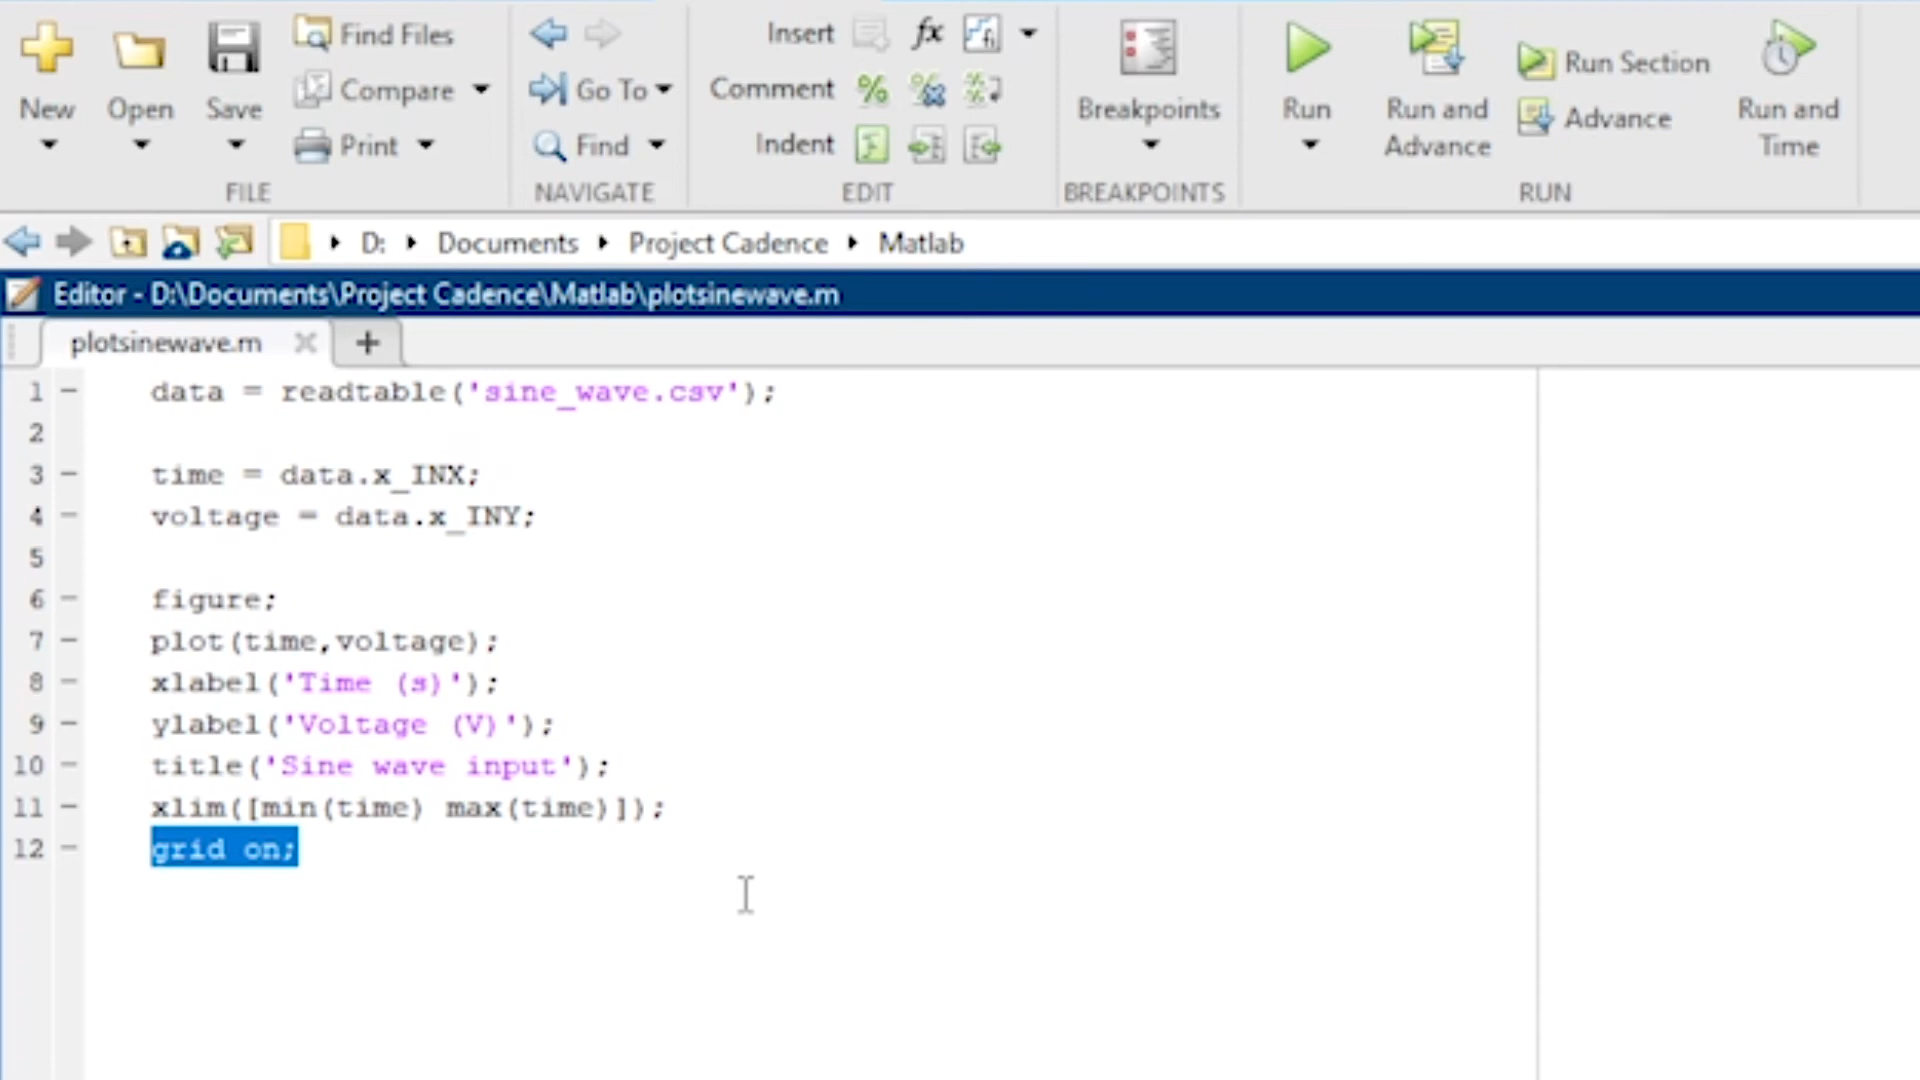 New
Open
Save
Find Files
Compare
Print
FILE
Go To
Find
NAVIGATE
Insert fx
Comment
Indent
EDIT
Breakpoints
BREAKPOINTS
Run
Run and
Advance
Run Section
Advance
Run and
Time
RUN
D: Documents Project Cadence Matlab
Editor - D:\Documents\Project Cadence\Matlab\plotsinewave.m
plotsinewave.m
1 data = readtable('sine_wave.csv');
2
3 time = data.x_INX;
4 voltage = data.x_INY;
5
6 figure;
7 plot(time,voltage);
8 xlabel('Time (s)');
9 ylabel('Voltage (V)');
10 title('Sine wave input');
11 xlim([min(time) max(time)]);
12 grid on;